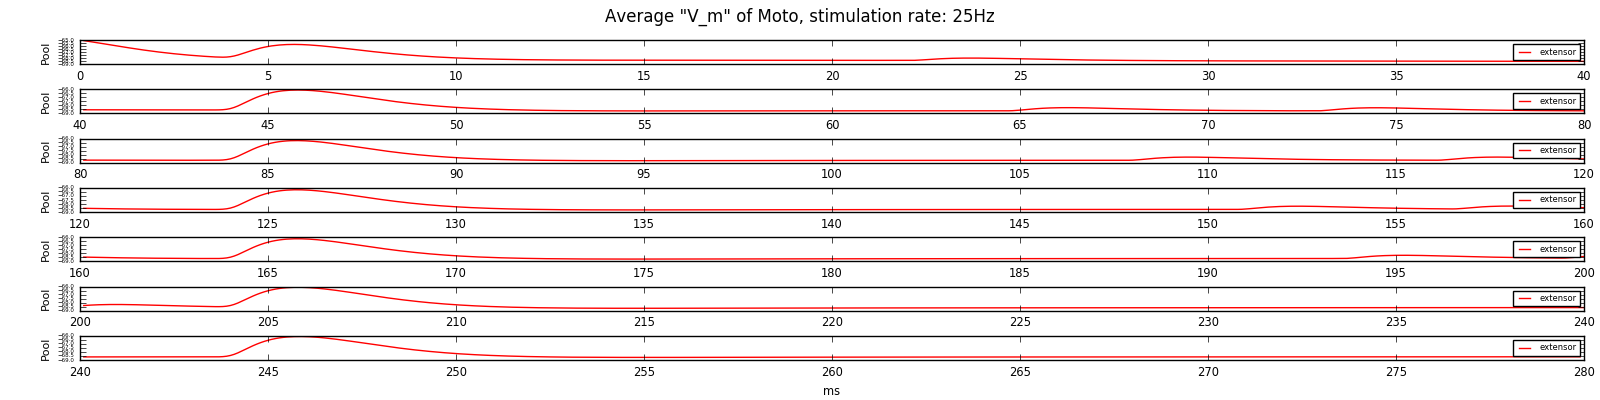 Average "V_m" of Moto, stimulation rate: 25Hz
Pool
extensor
0 5 10 15 20 25 30 35 40
Pool
extensor
40 45 50 55 60 65 70 75 80
Pool
extensor
80 85 90 95 100 105 110 115 120
Pool
extensor
120 125 130 135 140 145 150 155 160
Pool
extensor
160 165 170 175 180 185 190 195 200
Pool
extensor
200 205 210 215 220 225 230 235 240
Pool
extensor
240 245 250 255 260 265 270 275 280
ms